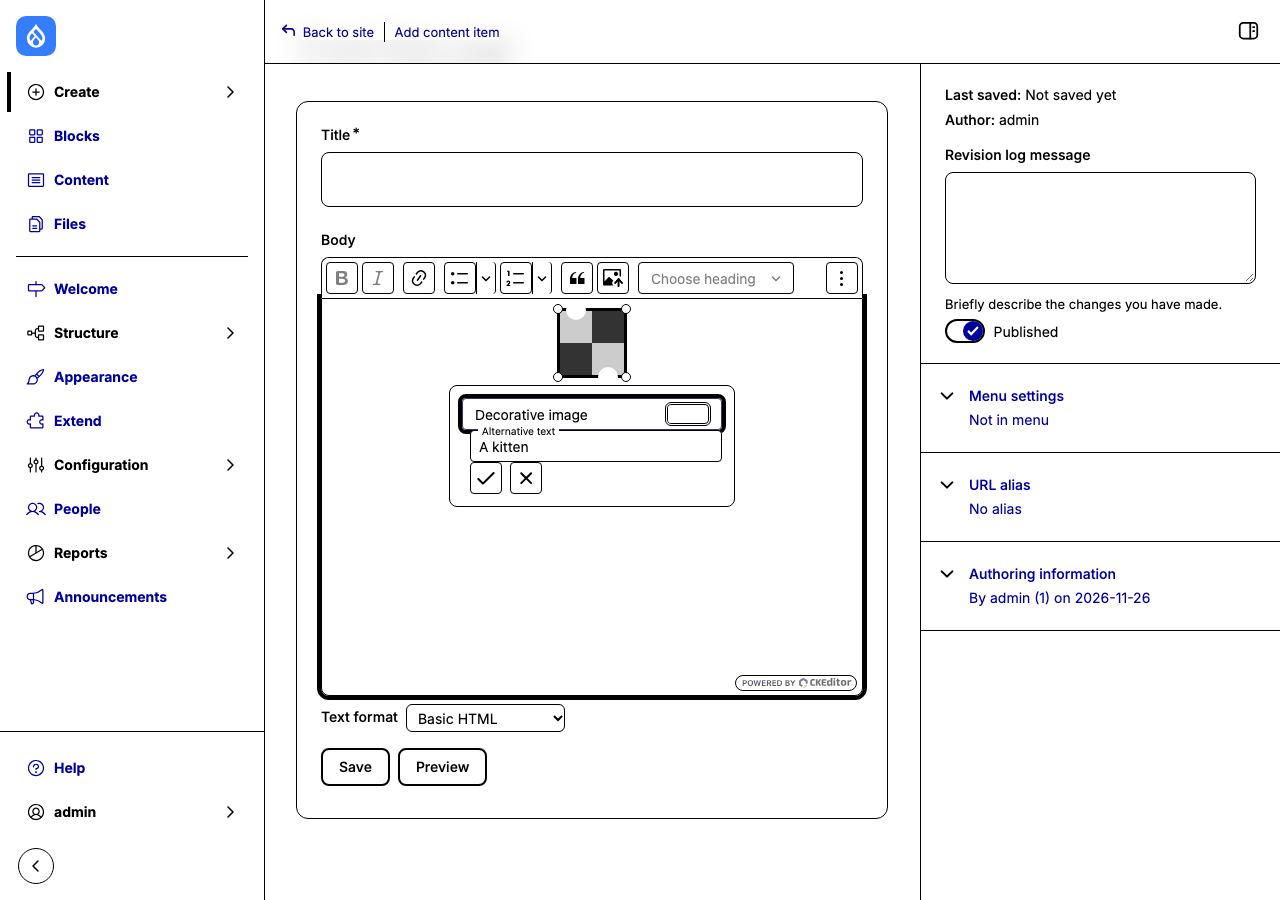 Back to site
Add content item
Create
Blocks
Content
Files
Welcome
Structure
Appearance
Extend
Configuration
People
Reports
Announcements
Help
admin
Title *
Body
B
I
Choose heading
Decorative image
Alternative text
A kitten
POWERED BY CKEditor
Text format
Basic HTML
Save
Preview
Last saved: Not saved yet
Author: admin
Revision log message
Briefly describe the changes you have made.
Published
Menu settings
Not in menu
URL alias
No alias
Authoring information
By admin (1) on 2026-11-26